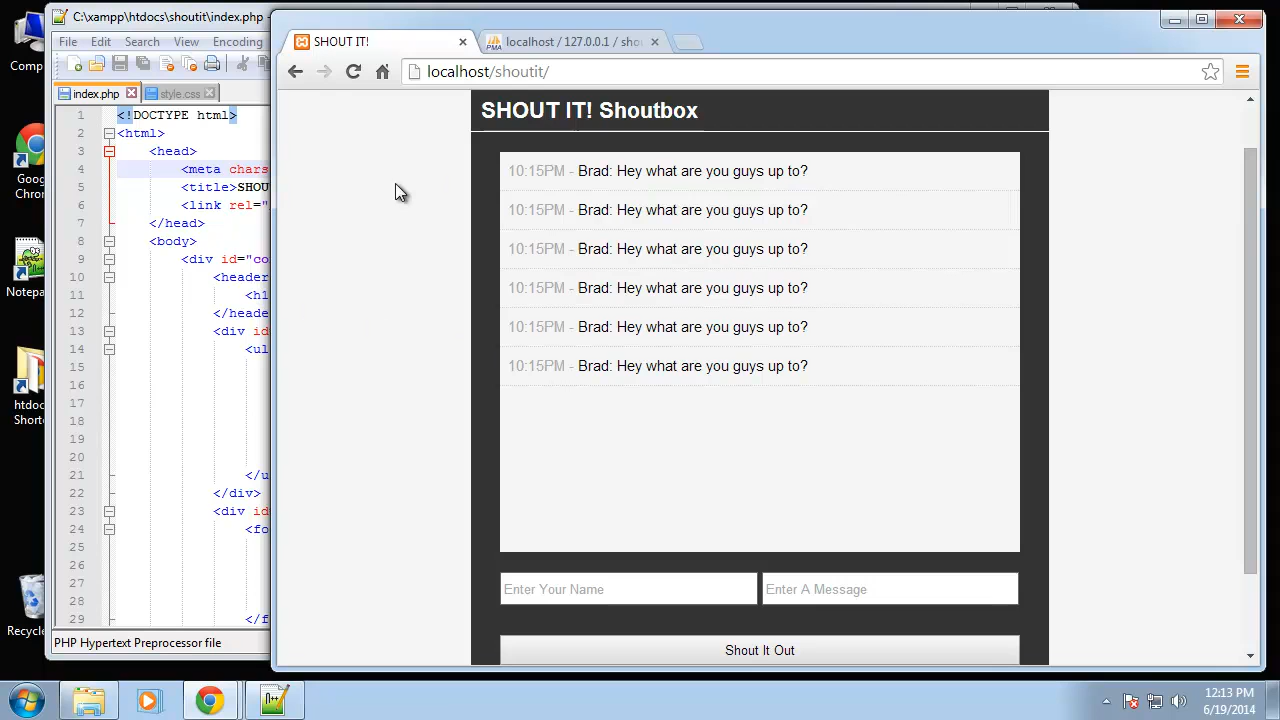 C:\xampp\htdocs\shoutit\index.php -
File Edit Search View Encoding
index.php style.css
1 <!DOCTYPE html>
2 <html>
3 <head>
4 <meta chars
5 <title>SHOU
6 <link rel="
7 </head>
8 <body>
9 <div id="co
10 <header
11 <h1
12 </heade
13 <div id
14 <ul
15
16
17
18
19
20
21 </u
22 </div>
23 <div id
24 <fo
25
26
27
28
29 </f
PHP Hypertext Preprocessor file
Comp
Goog
Chron
Notepa
htdoc
Shorto
Recycl
SHOUT IT!
PMA localhost / 127.0.0.1 / shou
localhost/shoutit/
SHOUT IT! Shoutbox
10:15PM - Brad: Hey what are you guys up to?
10:15PM - Brad: Hey what are you guys up to?
10:15PM - Brad: Hey what are you guys up to?
10:15PM - Brad: Hey what are you guys up to?
10:15PM - Brad: Hey what are you guys up to?
10:15PM - Brad: Hey what are you guys up to?
Enter Your Name Enter A Message
Shout It Out
12:13 PM
6/19/2014